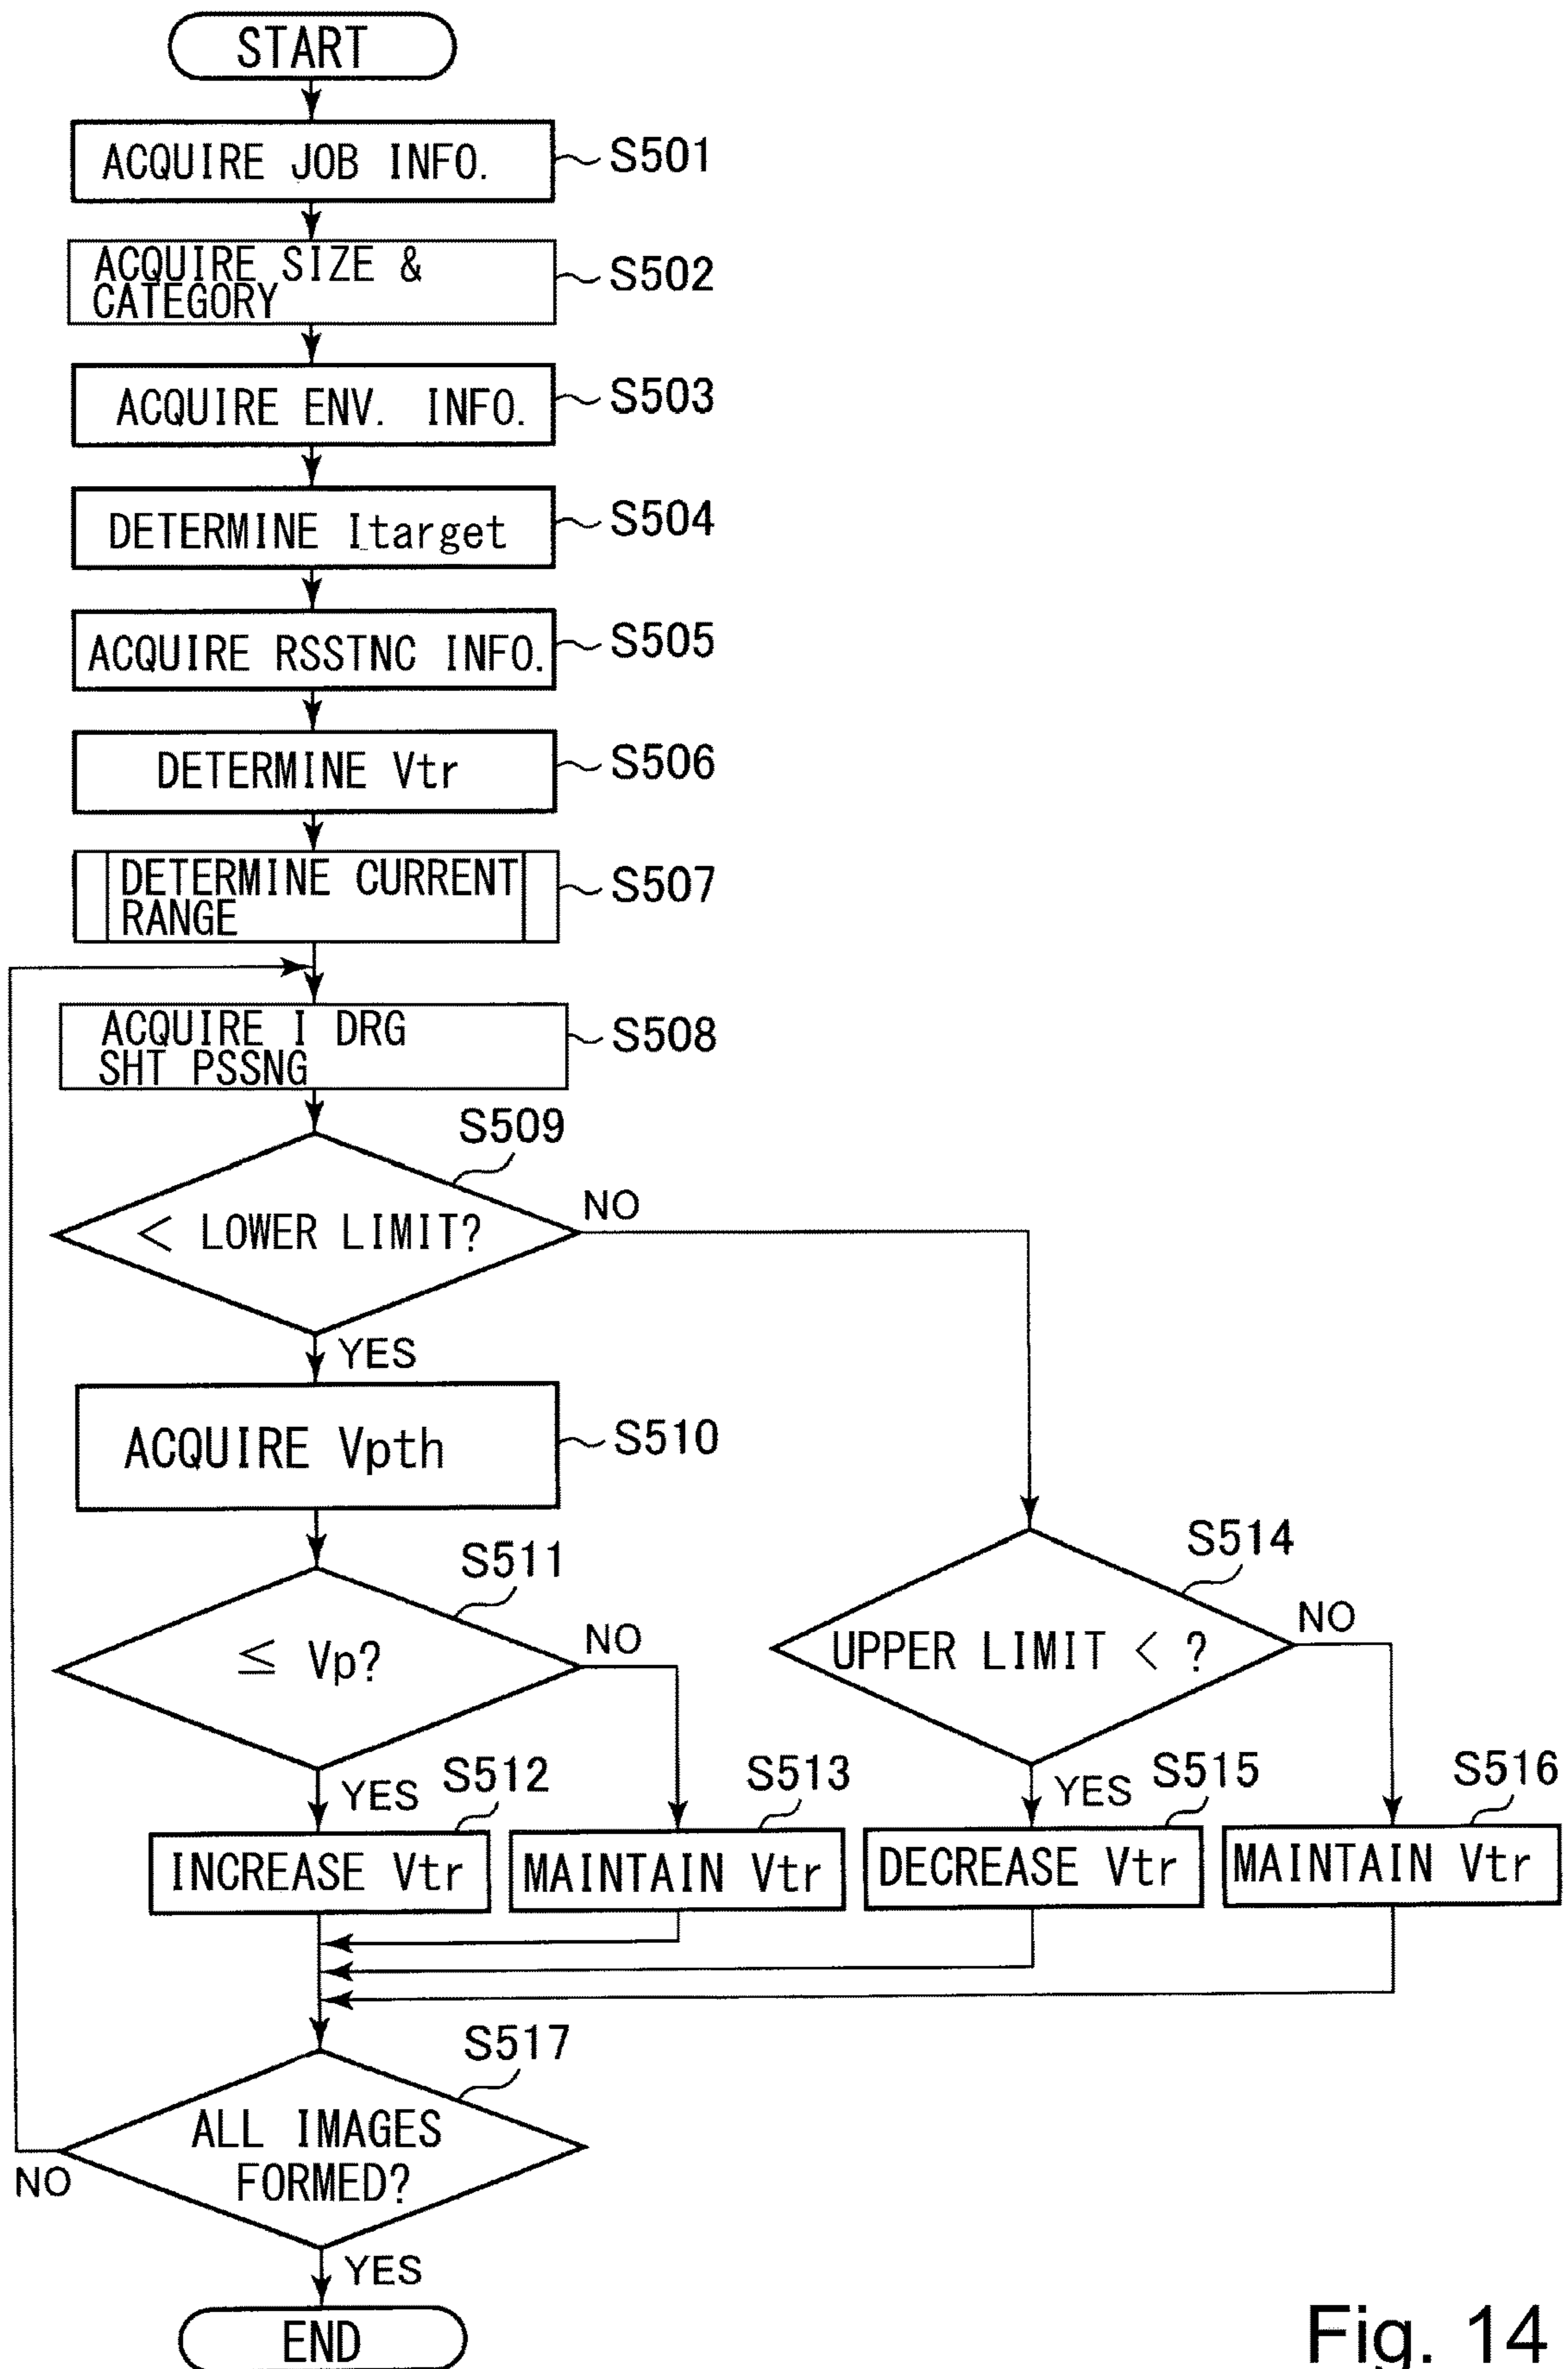 START
ACQUIRE JOB INFO.
S501
ACQUIRE SIZE &
CATEGORY
S502
ACQUIRE ENV. INFO.
S503
DETERMINE Itarget
S504
ACQUIRE RSSTNC INFO.
S505
DETERMINE Vtr
S506
DETERMINE CURRENT
RANGE
S507
ACQUIRE I DRG
SHT PSSNG
S508
S509
< LOWER LIMIT?
NO
YES
ACQUIRE Vpth
S510
S511
≤ Vp?
NO
YES
S514
UPPER LIMIT < ?
NO
YES
S512
INCREASE Vtr
S513
MAINTAIN Vtr
S515
DECREASE Vtr
S516
MAINTAIN Vtr
S517
ALL IMAGES
FORMED?
NO
YES
END
Fig. 14